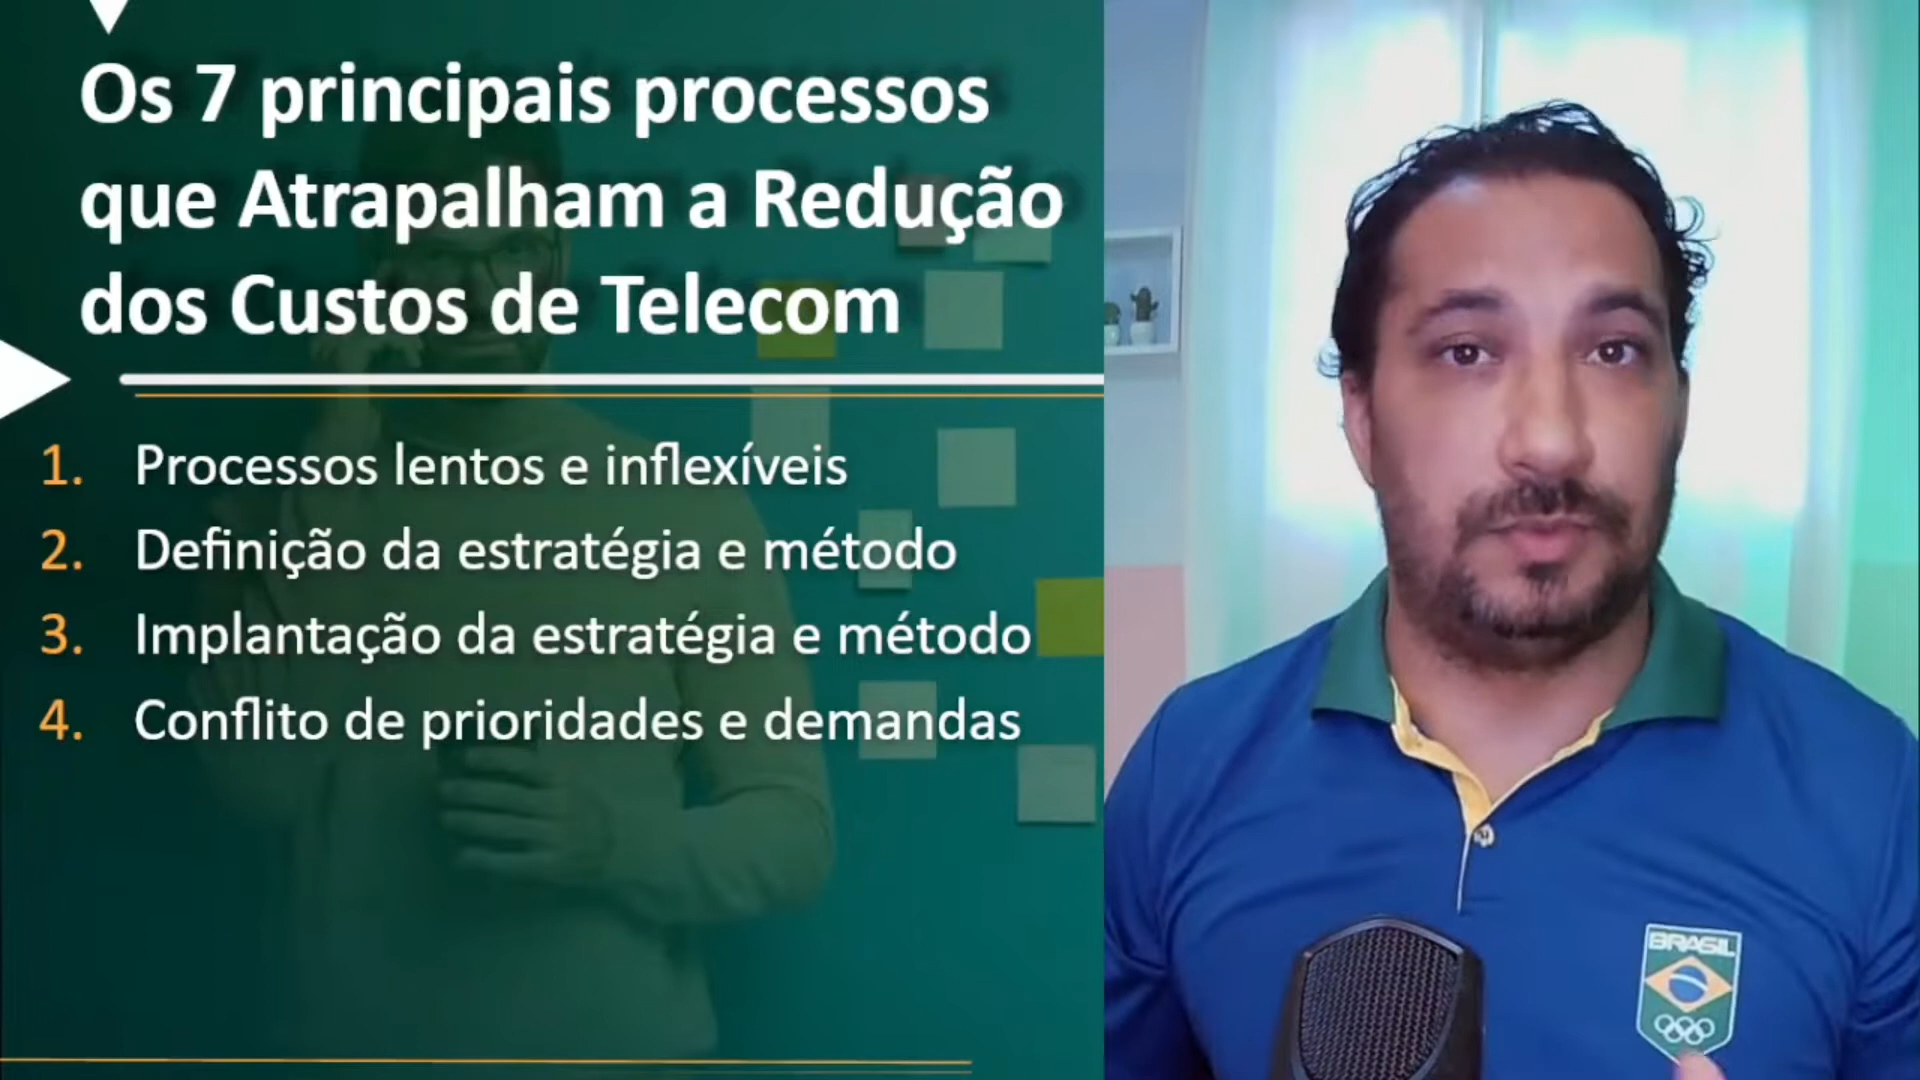 Os 7 principais processos
que Atrapalham a Redução
dos Custos de Telecom
1. Processos lentos e inflexíveis
2. Definição da estratégia e método
3. Implantação da estratégia e método
4. Conflito de prioridades e demandas
BRASIL